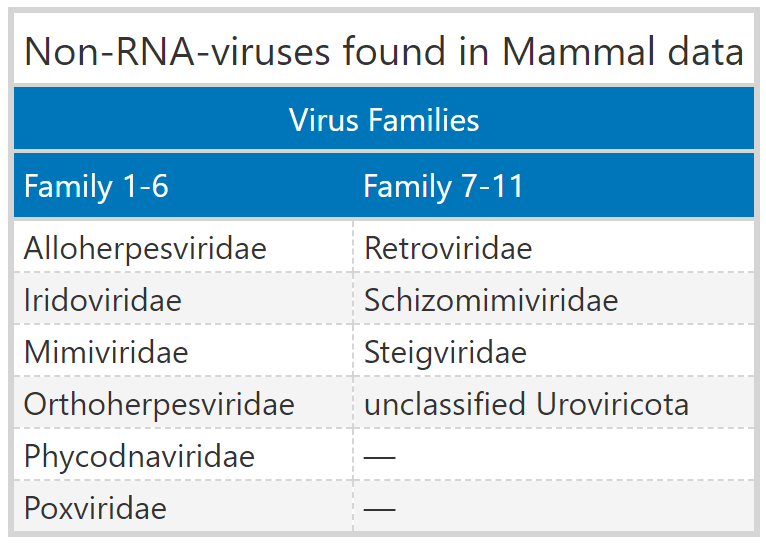 Non-RNA-viruses found in Mammal data
Virus Families
Family 1-6 Family 7-11
Alloherpesviridae Retroviridae
Iridoviridae Schizomimiviridae
Mimiviridae Steigviridae
Orthoherpesviridae unclassified Uroviricota
Phycodnaviridae —
Poxviridae —